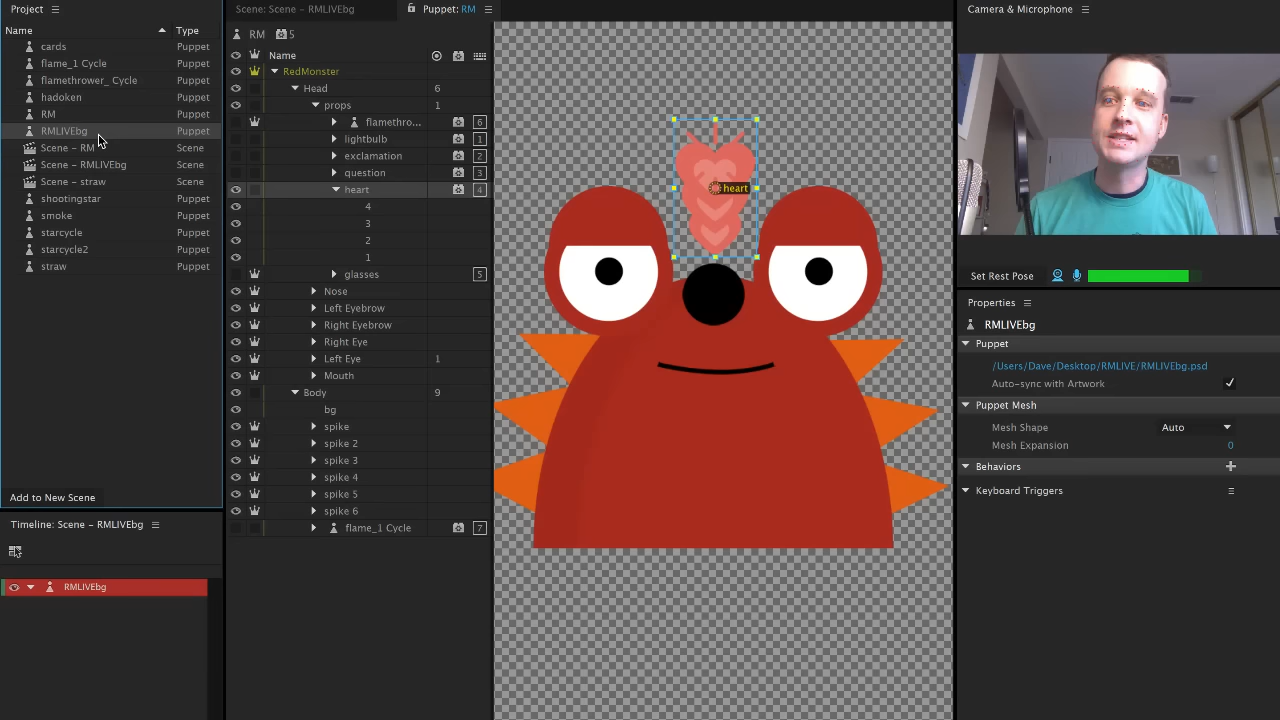 Project
Name Type
cards Puppet
flame_1 Cycle Puppet
flamethrower_ Cycle Puppet
hadoken Puppet
RM Puppet
RMLIVEbg Puppet
Scene – RM Scene
Scene – RMLIVEbg Scene
Scene – straw Scene
shootingstar Puppet
smoke Puppet
starcycle Puppet
starcycle2 Puppet
straw Puppet
Add to New Scene
Timeline: Scene – RMLIVEbg
RMLIVEbg
Scene: Scene – RMLIVEbg Puppet: RM
RM 5
Name
RedMonster
Head 6
props
flamethro... 6
lightbulb 1
exclamation 2
question 3
heart 4
4
3
2
1
glasses 5
Nose
Left Eyebrow
Right Eyebrow
Right Eye
Left Eye 1
Mouth
Body 9
bg
spike
spike 2
spike 3
spike 4
spike 5
spike 6
flame_1 Cycle 7
heart
Camera & Microphone
Set Rest Pose
Properties
RMLIVEbg
Puppet
/Users/Dave/Desktop/RMLIVE/RMLIVEbg.psd
Auto-sync with Artwork
Puppet Mesh
Mesh Shape Auto
Mesh Expansion 0
Behaviors
Keyboard Triggers